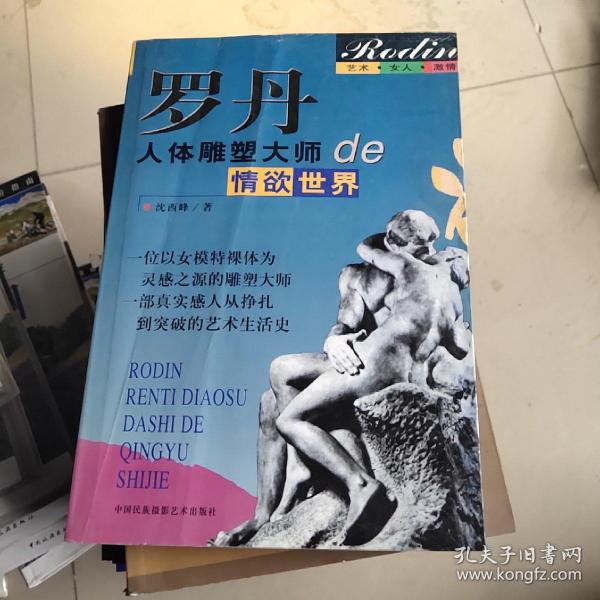 Rodin
艺术·女人·激情
罗丹
人体雕塑大师de
情欲世界
沈西峰/著
一位以女模特裸体为
灵感之源的雕塑大师
一部真实感人从挣扎
到突破的艺术生活史
RODIN
RENTI DIAOSU
DASHI DE
QINGYU
SHIJIE
中国民族摄影艺术出版社
指南
孔夫子旧书网
www.kongfz.com